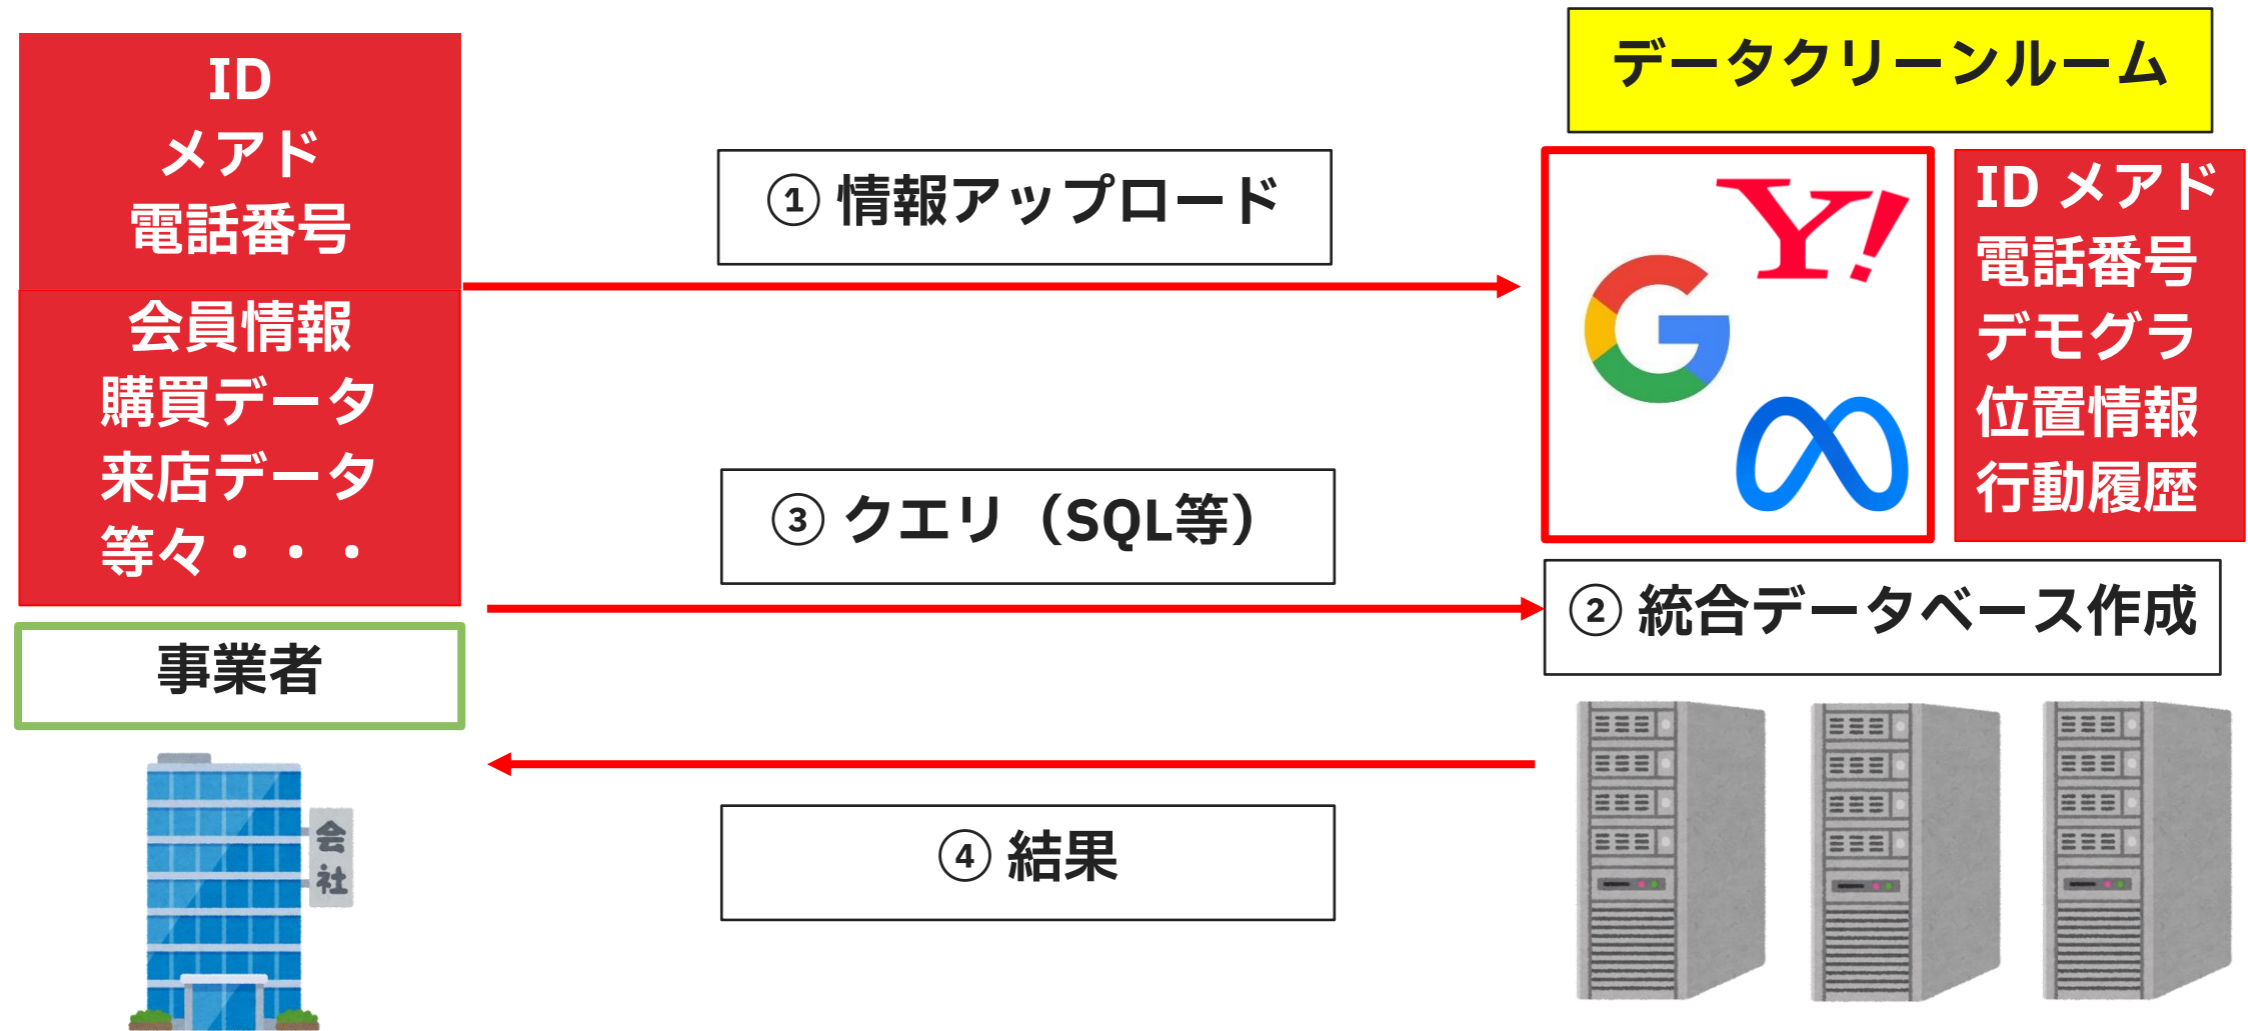 ID
メアド
電話番号
会員情報
購買データ
来店データ
等々・・・
事業者
会社
① 情報アップロード
③ クエリ（SQL等）
④ 結果
データクリーンルーム
Y!
G
ID メアド
電話番号
デモグラ
位置情報
行動履歴
② 統合データベース作成